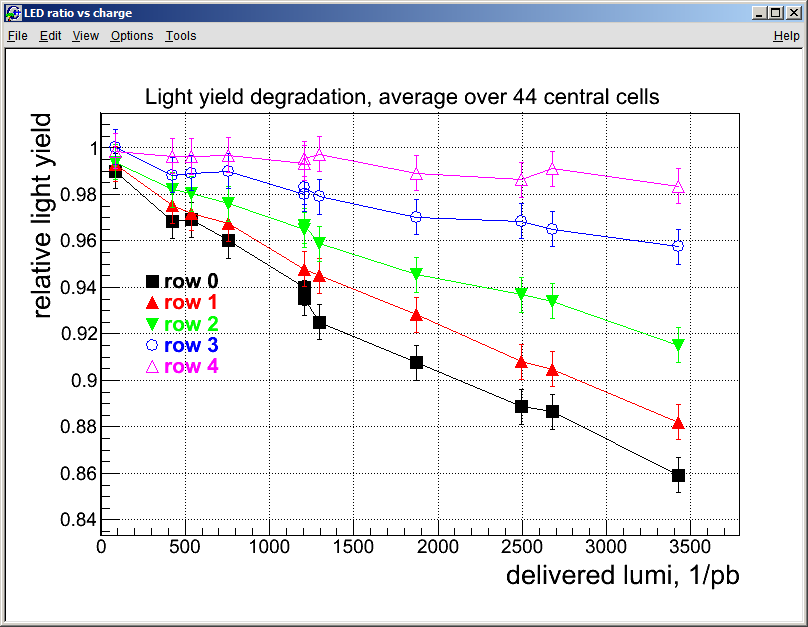 LED ratio vs charge
File Edit View Options Tools Help
Light yield degradation, average over 44 central cells
relative light yield
1
0.98
0.96
0.94
0.92
0.9
0.88
0.86
0.84
row 0
row 1
row 2
row 3
row 4
0 500 1000 1500 2000 2500 3000 3500
delivered lumi, 1/pb